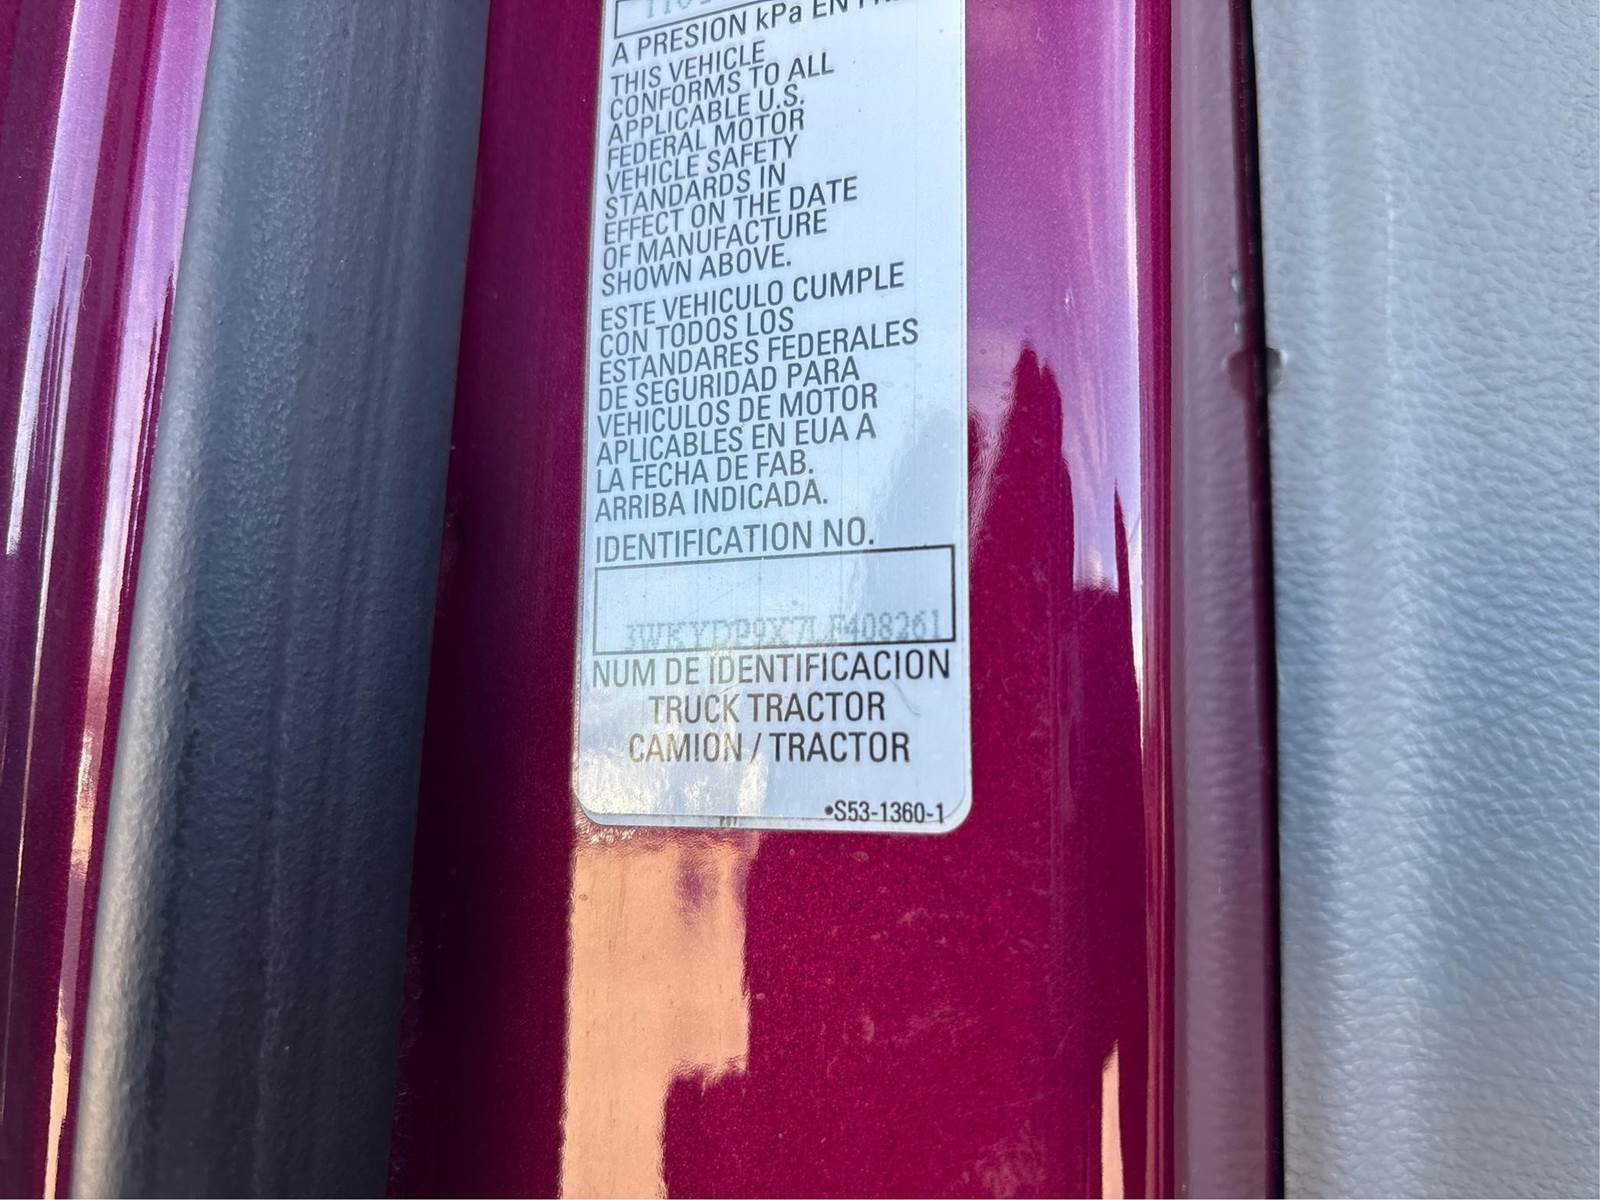 A PRESION kPa EN
THIS VEHICLE
CONFORMS TO ALL
APPLICABLE U.S.
FEDERAL MOTOR
VEHICLE SAFETY
STANDARDS IN
EFFECT ON THE DATE
OF MANUFACTURE
SHOWN ABOVE.
ESTE VEHICULO CUMPLE
CON TODOS LOS
ESTANDARES FEDERALES
DE SEGURIDAD PARA
VEHICULOS DE MOTOR
APLICABLES EN EUA A
LA FECHA DE FAB.
ARRIBA INDICADA.
IDENTIFICATION NO.
3WKYDP9X7LF408261
NUM DE IDENTIFICACION
TRUCK TRACTOR
CAMION / TRACTOR
•S53-1360-1